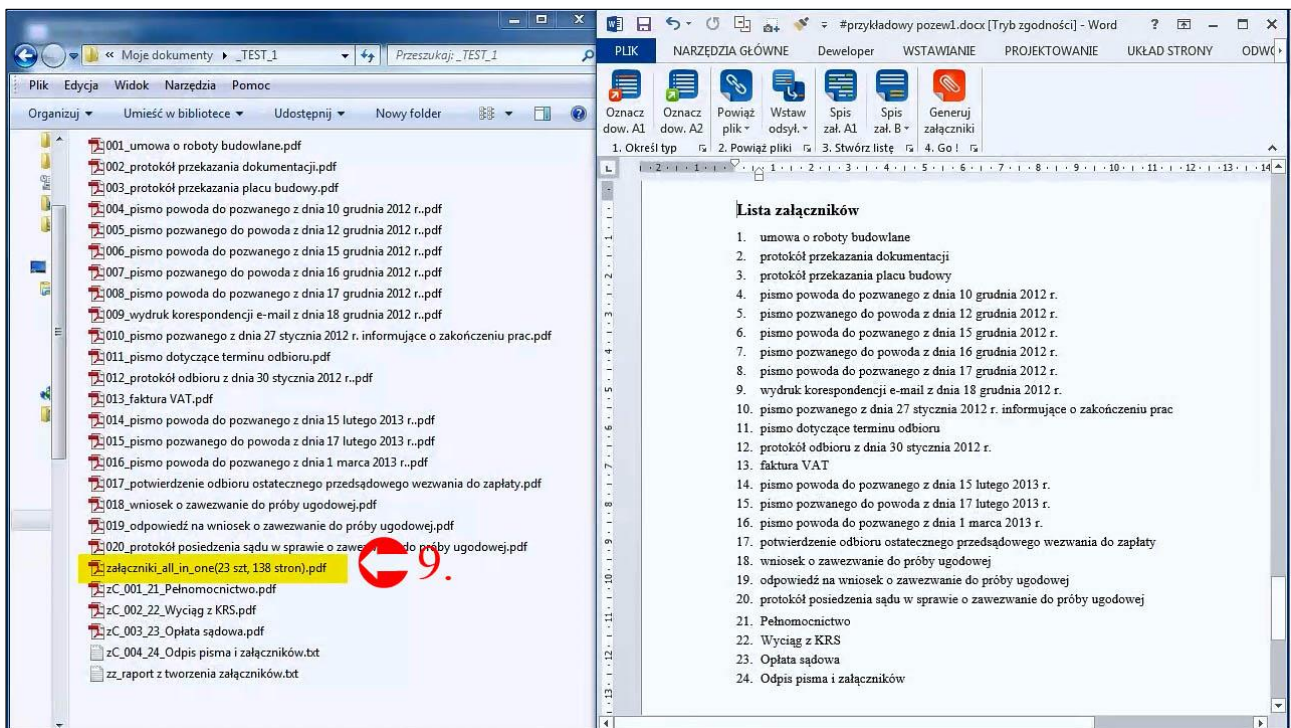 Moje dokumenty ▸ _TEST_1
Przeszukaj: _TEST_1
Plik Edycja Widok Narzędzia Pomoc
Organizuj Umieść w bibliotece Udostępnij Nowy folder
001_umowa o roboty budowlane.pdf
002_protokół przekazania dokumentacji.pdf
003_protokół przekazania placu budowy.pdf
004_pismo powoda do pozwanego z dnia 10 grudnia 2012 r..pdf
005_pismo pozwanego do powoda z dnia 12 grudnia 2012 r..pdf
006_pismo powoda do pozwanego z dnia 15 grudnia 2012 r..pdf
007_pismo pozwanego do powoda z dnia 16 grudnia 2012 r..pdf
008_pismo powoda do pozwanego z dnia 17 grudnia 2012 r..pdf
009_wydruk korespondencji e-mail z dnia 18 grudnia 2012 r..pdf
010_pismo pozwanego z dnia 27 stycznia 2012 r. informujące o zakończeniu prac.pdf
011_pismo dotyczące terminu odbioru.pdf
012_protokół odbioru z dnia 30 stycznia 2012 r..pdf
013_faktura VAT.pdf
014_pismo powoda do pozwanego z dnia 15 lutego 2013 r..pdf
015_pismo pozwanego do powoda z dnia 17 lutego 2013 r..pdf
016_pismo powoda do pozwanego z dnia 1 marca 2013 r..pdf
017_potwierdzenie odbioru ostatecznego przedsądowego wezwania do zapłaty.pdf
018_wniosek o zawezwanie do próby ugodowej.pdf
019_odpowiedź na wniosek o zawezwanie do próby ugodowej.pdf
020_protokół posiedzenia sądu w sprawie o zawezwanie do próby ugodowej.pdf
załączniki_all_in_one(23 szt, 138 stron).pdf
9.
zC_001_21_Pełnomocnictwo.pdf
zC_002_22_Wyciąg z KRS.pdf
zC_003_23_Opłata sądowa.pdf
zC_004_24_Odpis pisma i załączników.txt
zz_raport z tworzenia załączników.txt
#przykładowy pozew1.docx [Tryb zgodności] - Word
PLIK NARZĘDZIA GŁÓWNE Deweloper WSTAWIANIE PROJEKTOWANIE UKŁAD STRONY ODWO
Oznacz Oznacz Powiąż Wstaw Spis Spis Generuj
dow. A1 dow. A2 plik odsył. zał. A1 zał. B załączniki
1. Określ typ 2. Powiąż pliki 3. Stwórz listę 4. Go !
2 1 1 2 3 4 5 6 7 8 9 10 11 12 13 14
Lista załączników
1. umowa o roboty budowlane
2. protokół przekazania dokumentacji
3. protokół przekazania placu budowy
4. pismo powoda do pozwanego z dnia 10 grudnia 2012 r.
5. pismo pozwanego do powoda z dnia 12 grudnia 2012 r.
6. pismo powoda do pozwanego z dnia 15 grudnia 2012 r.
7. pismo pozwanego do powoda z dnia 16 grudnia 2012 r.
8. pismo powoda do pozwanego z dnia 17 grudnia 2012 r.
9. wydruk korespondencji e-mail z dnia 18 grudnia 2012 r.
10. pismo pozwanego z dnia 27 stycznia 2012 r. informujące o zakończeniu prac
11. pismo dotyczące terminu odbioru
12. protokół odbioru z dnia 30 stycznia 2012 r.
13. faktura VAT
14. pismo powoda do pozwanego z dnia 15 lutego 2013 r.
15. pismo pozwanego do powoda z dnia 17 lutego 2013 r.
16. pismo powoda do pozwanego z dnia 1 marca 2013 r.
17. potwierdzenie odbioru ostatecznego przedsądowego wezwania do zapłaty
18. wniosek o zawezwanie do próby ugodowej
19. odpowiedź na wniosek o zawezwanie do próby ugodowej
20. protokół posiedzenia sądu w sprawie o zawezwanie do próby ugodowej
21. Pełnomocnictwo
22. Wyciąg z KRS
23. Opłata sądowa
24. Odpis pisma i załączników